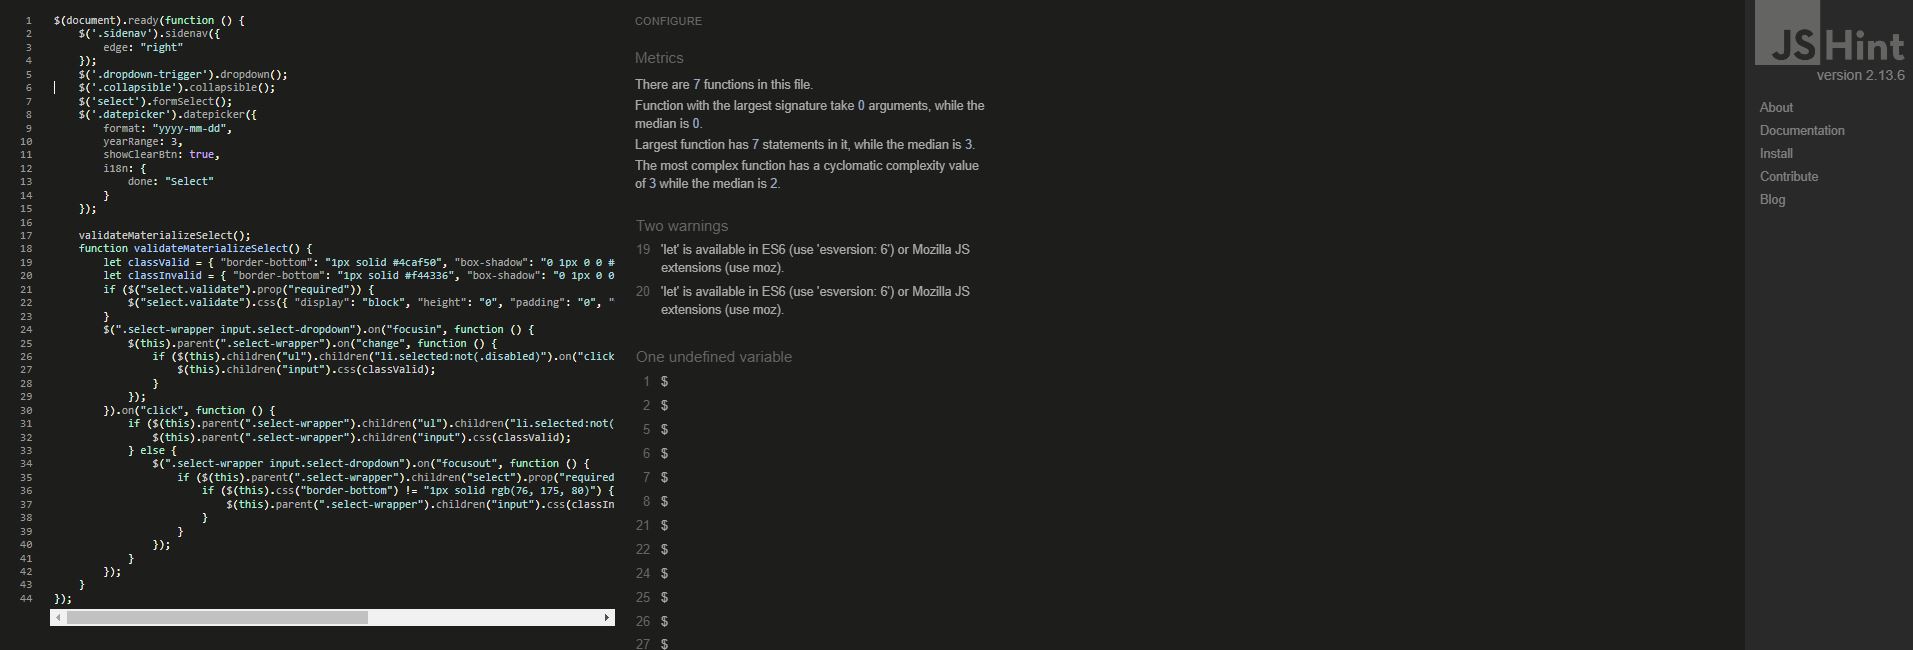 1 $(document).ready(function () {
2 $('.sidenav').sidenav({
3 edge: "right"
4 });
5 $('.dropdown-trigger').dropdown();
6 $('.collapsible').collapsible();
7 $('select').formSelect();
8 $('.datepicker').datepicker({
9 format: "yyyy-mm-dd",
10 yearRange: 3,
11 showClearBtn: true,
12 i18n: {
13 done: "Select"
14 }
15 });
16
17 validateMaterializeSelect();
18 function validateMaterializeSelect() {
19 let classValid = { "border-bottom": "1px solid #4caf50", "box-shadow": "0 1px 0 0 #
20 let classInvalid = { "border-bottom": "1px solid #f44336", "box-shadow": "0 1px 0 0
21 if ($("select.validate").prop("required")) {
22 $("select.validate").css({ "display": "block", "height": "0", "padding": "0", "
23 }
24 $(".select-wrapper input.select-dropdown").on("focusin", function () {
25 $(this).parent(".select-wrapper").on("change", function () {
26 if ($(this).children("ul").children("li.selected:not(.disabled)").on("click
27 $(this).children("input").css(classValid);
28 }
29 });
30 }).on("click", function () {
31 if ($(this).parent(".select-wrapper").children("ul").children("li.selected:not(
32 $(this).parent(".select-wrapper").children("input").css(classValid);
33 } else {
34 $(".select-wrapper input.select-dropdown").on("focusout", function () {
35 if ($(this).parent(".select-wrapper").children("select").prop("required
36 if ($(this).css("border-bottom") != "1px solid rgb(76, 175, 80)") {
37 $(this).parent(".select-wrapper").children("input").css(classIn
38 }
39 }
40 });
41 }
42 });
43 }
44 });
CONFIGURE
Metrics
There are 7 functions in this file.
Function with the largest signature take 0 arguments, while the
median is 0.
Largest function has 7 statements in it, while the median is 3.
The most complex function has a cyclomatic complexity value
of 3 while the median is 2.
Two warnings
19 'let' is available in ES6 (use 'esversion: 6') or Mozilla JS
extensions (use moz).
20 'let' is available in ES6 (use 'esversion: 6') or Mozilla JS
extensions (use moz).
One undefined variable
1 $
2 $
5 $
6 $
7 $
8 $
21 $
22 $
24 $
25 $
26 $
27 $
JSHint
version 2.13.6
About
Documentation
Install
Contribute
Blog